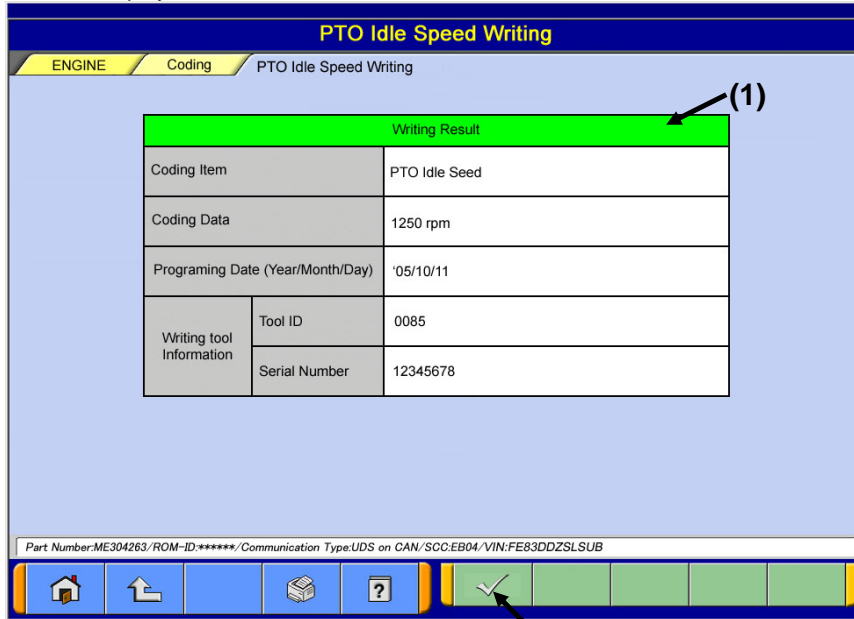 PTO Idle Speed Writing
ENGINE Coding PTO Idle Speed Writing
(1)
Writing Result
Coding Item PTO Idle Seed
Coding Data 1250 rpm
Programing Date (Year/Month/Day) '05/10/11
Writing tool Information
Tool ID 0085
Serial Number 12345678
Part Number:ME304263/ROM-ID:******/Communication Type:UDS on CAN/SCC:EB04/VIN:FE83DDZSLSUB
?